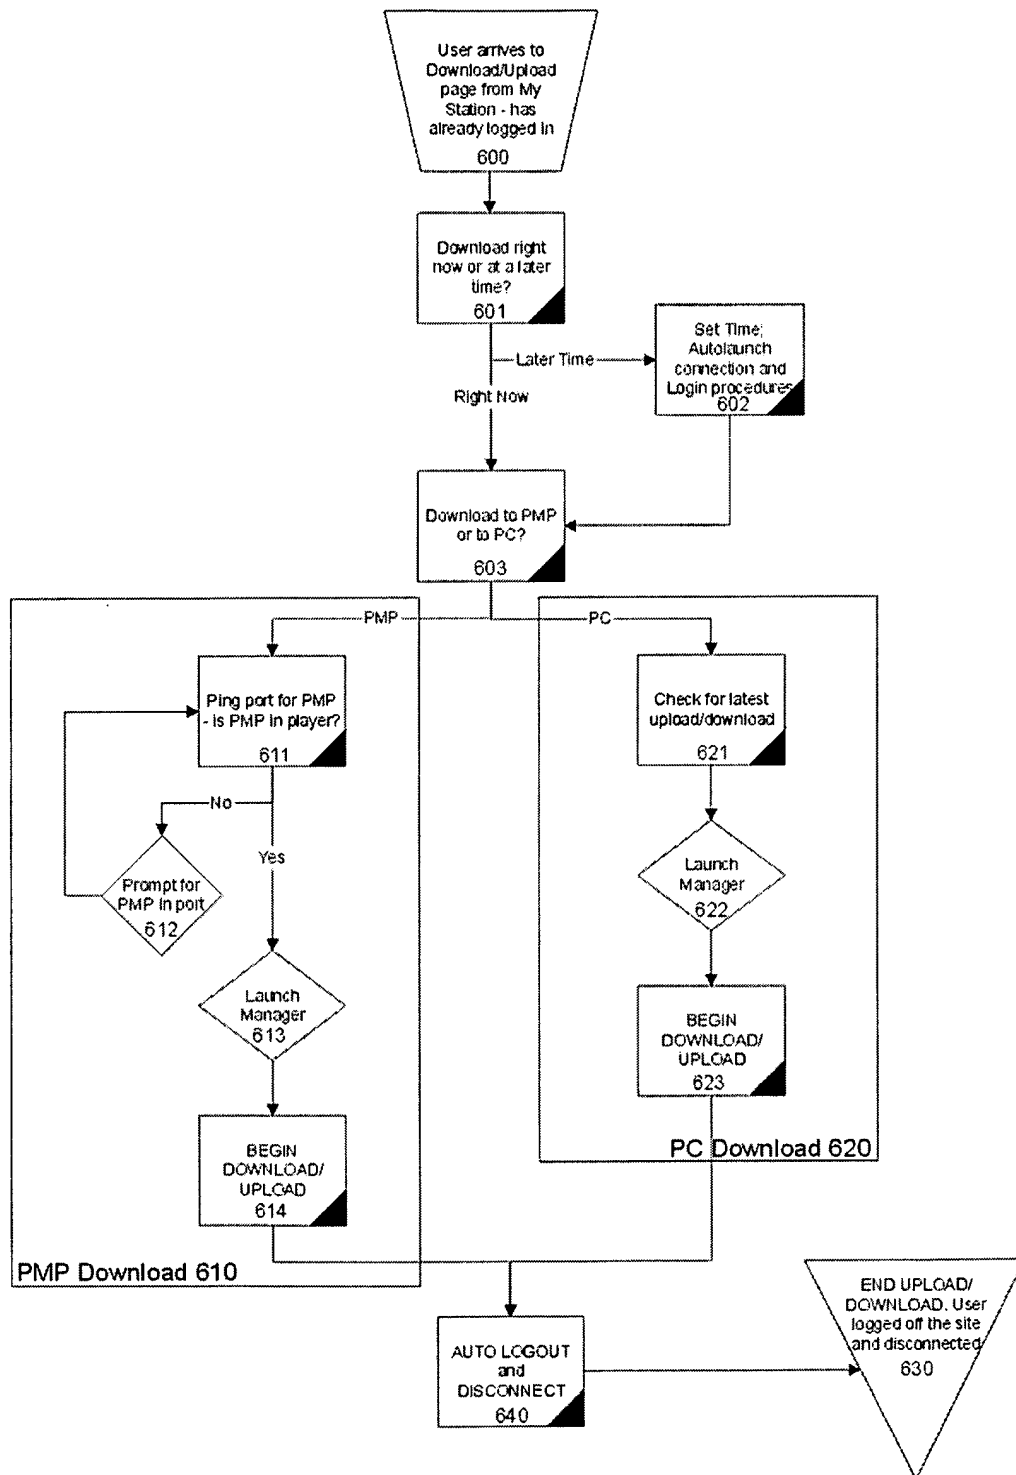 User arrives to
Download/Upload
page from My
Station - has
already logged in
600
Download right
now or at a later
time?
601
Later Time
Set Time;
Autolaunch
connection and
Login procedures
602
Right Now
Download to PMP
or to PC?
603
PMP
Ping port for PMP
- is PMP in player?
611
No
Yes
Prompt for
PMP in port
612
Launch
Manager
613
BEGIN
DOWNLOAD/
UPLOAD
614
PMP Download 610
PC
Check for latest
upload/download
621
Launch
Manager
622
BEGIN
DOWNLOAD/
UPLOAD
623
PC Download 620
AUTO LOGOUT
and
DISCONNECT
640
END UPLOAD/
DOWNLOAD. User
logged off the site
and disconnected
630